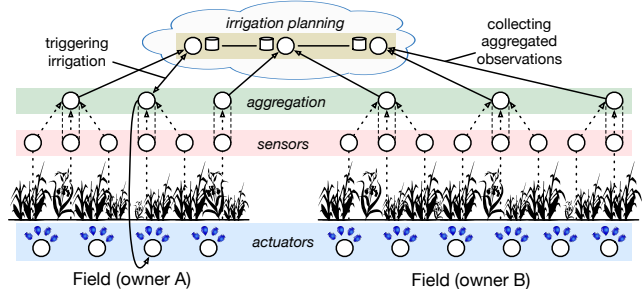 irrigation planning
triggering
irrigation
collecting
aggregated
observations
aggregation
sensors
actuators
Field (owner A)
Field (owner B)